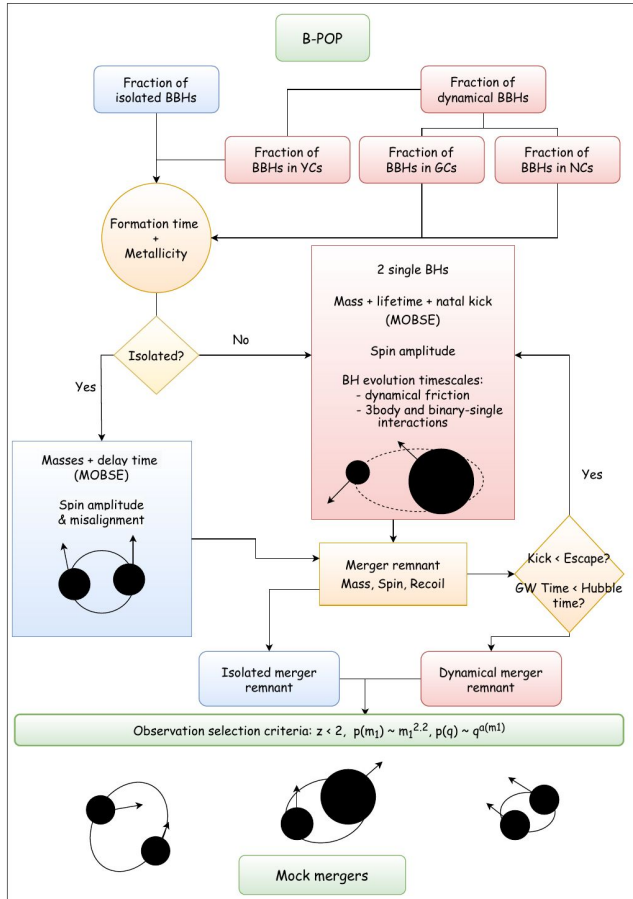 B-POP
Fraction of
isolated BBHs
Fraction of
dynamical BBHs
Fraction of
BBHs in YCs
Fraction of
BBHs in GCs
Fraction of
BBHs in NCs
Formation time
+
Metallicity
2 single BHs
Mass + lifetime + natal kick
(MOBSE)
Spin amplitude
BH evolution timescales:
- dynamical friction
- 3body and binary-single
interactions
Isolated?
No
Yes
Masses + delay time
(MOBSE)
Spin amplitude
& misalignment
Yes
Merger remnant
Mass, Spin, Recoil
Kick < Escape?
GW Time < Hubble
time?
Isolated merger
remnant
Dynamical merger
remnant
Observation selection criteria: z < 2, p(m₁) ~ m₁^2.2, p(q) ~ q^α(m1)
Mock mergers